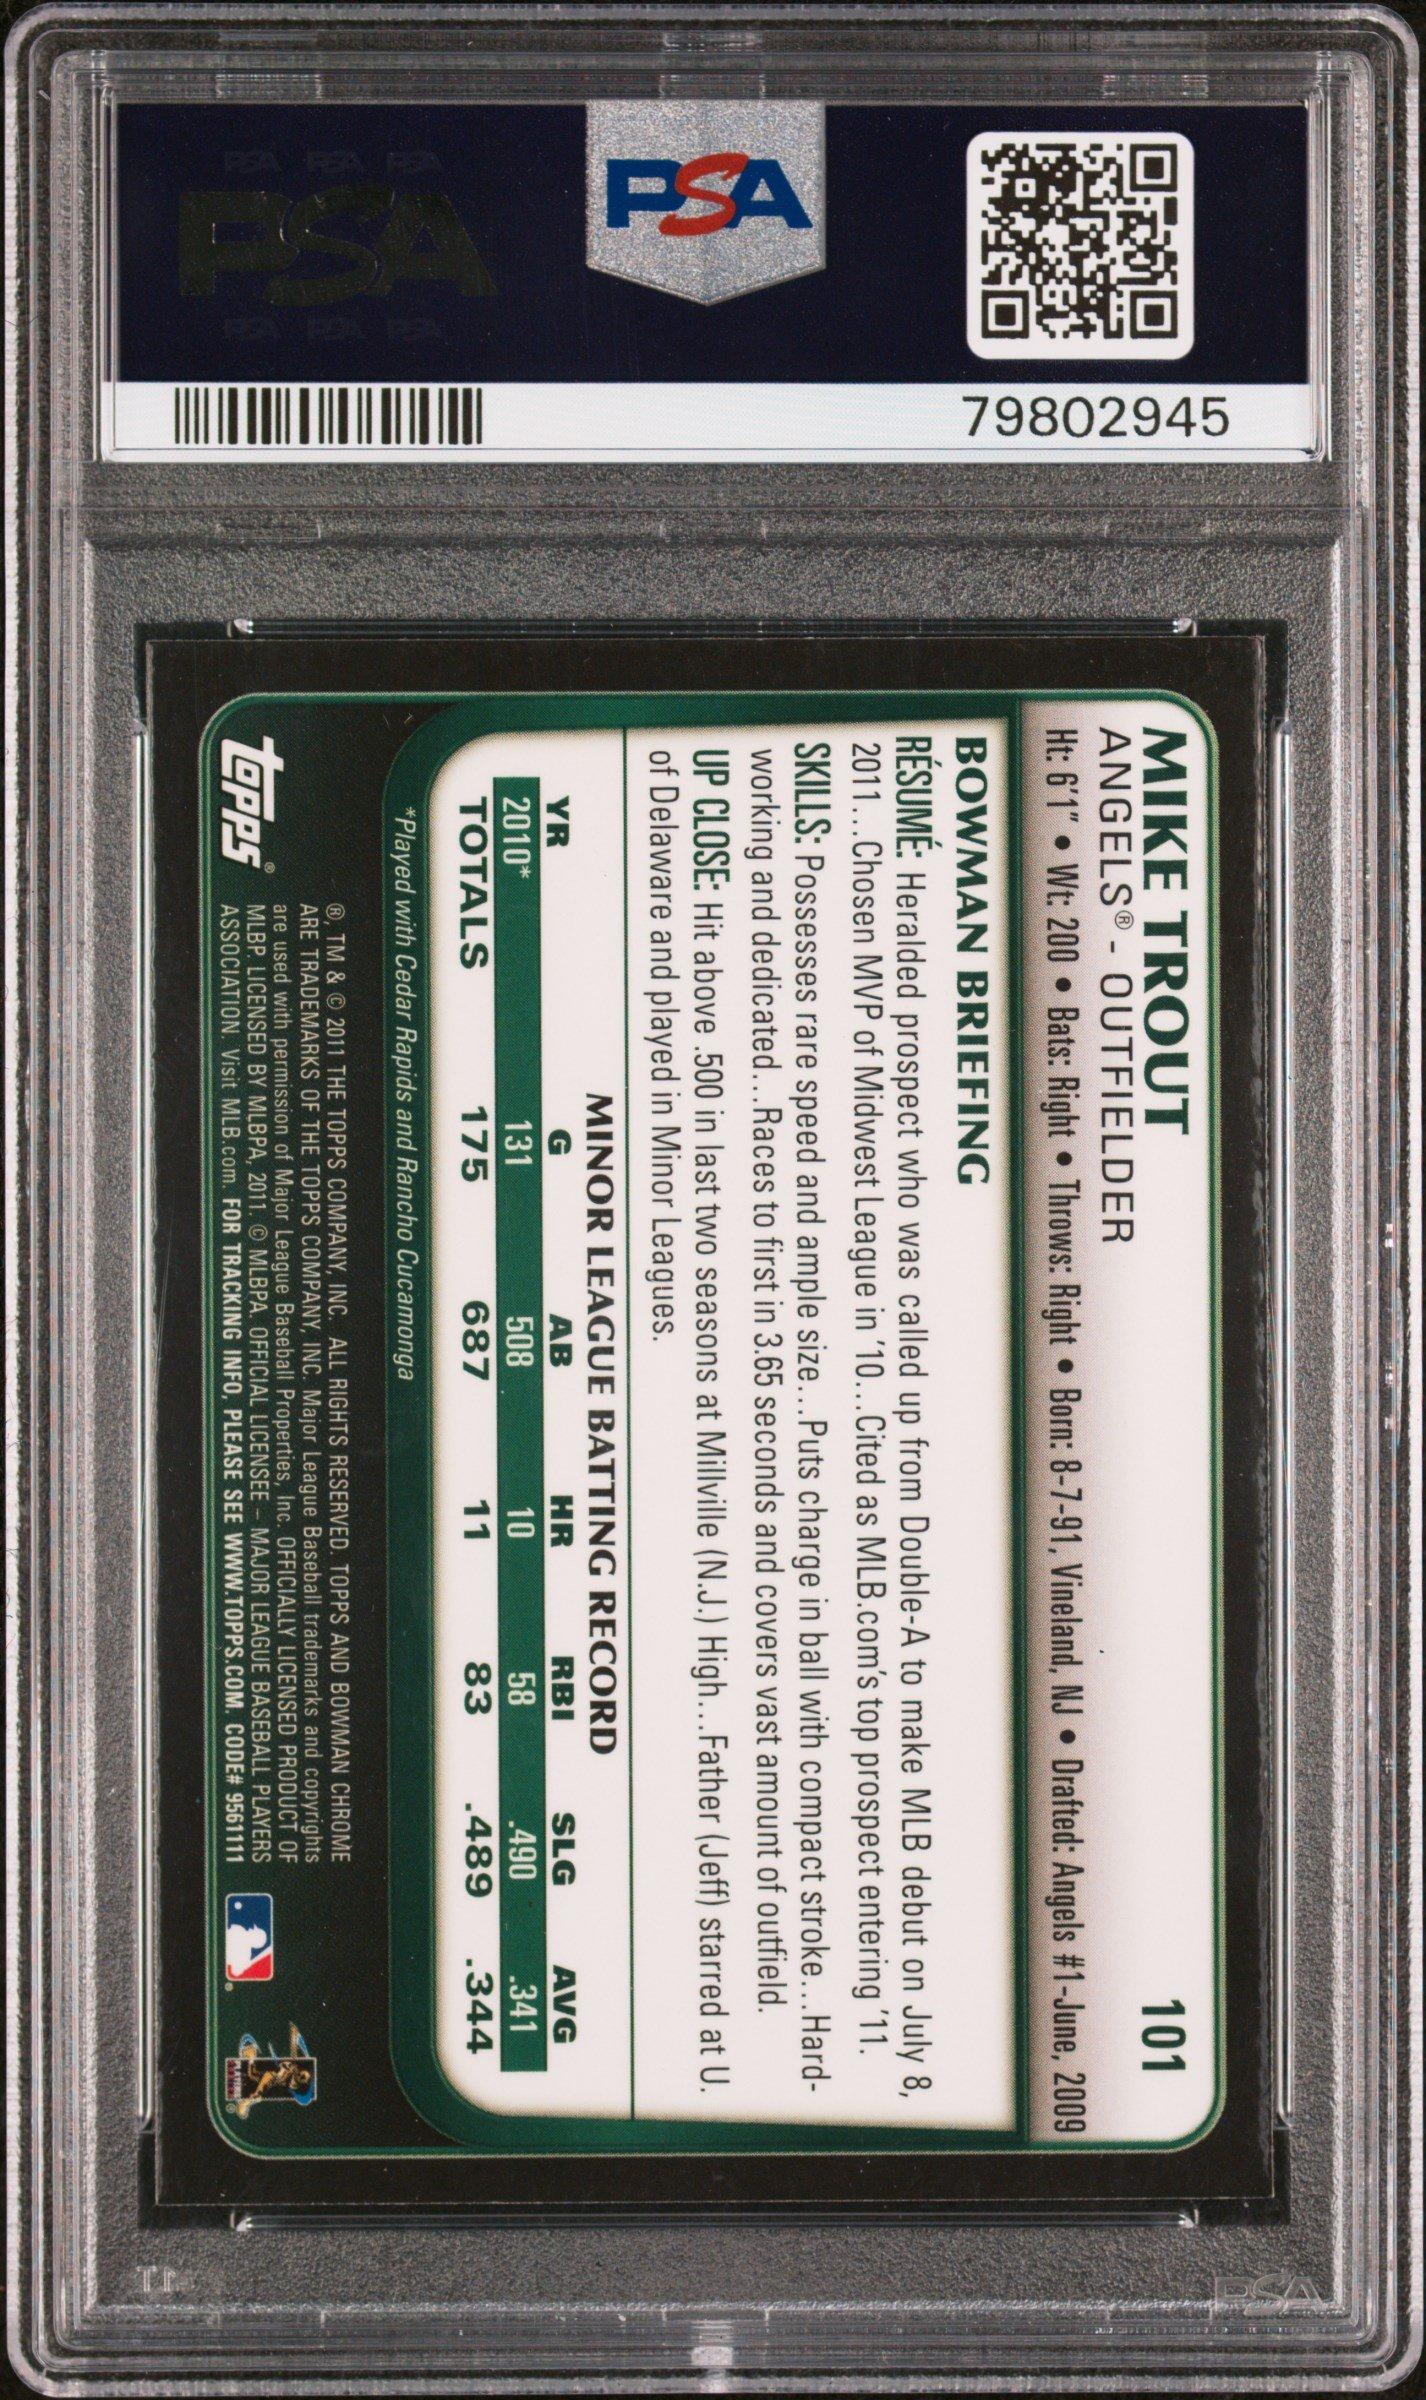 PSA PSA PSA
PSA
PSA PSA PSA
PSA
79802945
MIKE TROUT 101
ANGELS® - OUTFIELDER
Ht: 6'1" • Wt: 200 • Bats: Right • Throws: Right • Born: 8-7-91, Vineland, NJ • Drafted: Angels #1-June, 2009
BOWMAN BRIEFING
RÉSUMÉ: Heralded prospect who was called up from Double-A to make MLB debut on July 8,
2011...Chosen MVP of Midwest League in '10...Cited as MLB.com's top prospect entering '11.
SKILLS: Possesses rare speed and ample size...Puts charge in ball with compact stroke...Hard-
working and dedicated...Races to first in 3.65 seconds and covers vast amount of outfield.
UP CLOSE: Hit above .500 in last two seasons at Millville (N.J.) High...Father (Jeff) starred at U.
of Delaware and played in Minor Leagues.
MINOR LEAGUE BATTING RECORD
YR G AB HR RBI SLG AVG
2010* 131 508 10 58 .490 .341
TOTALS 175 687 11 83 .489 .344
*Played with Cedar Rapids and Rancho Cucamonga
topps®
®, TM & © 2011 THE TOPPS COMPANY, INC. ALL RIGHTS RESERVED. TOPPS AND BOWMAN CHROME
ARE TRADEMARKS OF THE TOPPS COMPANY, INC. Major League Baseball trademarks and copyrights
are used with permission of Major League Baseball Properties, Inc. OFFICIALLY LICENSED PRODUCT OF
MLBP. LICENSED BY MLBPA, 2011. © MLBPA. OFFICIAL LICENSEE – MAJOR LEAGUE BASEBALL PLAYERS
ASSOCIATION. Visit MLB.com. FOR TRACKING INFO, PLEASE SEE WWW.TOPPS.COM. CODE# 956111
PSA